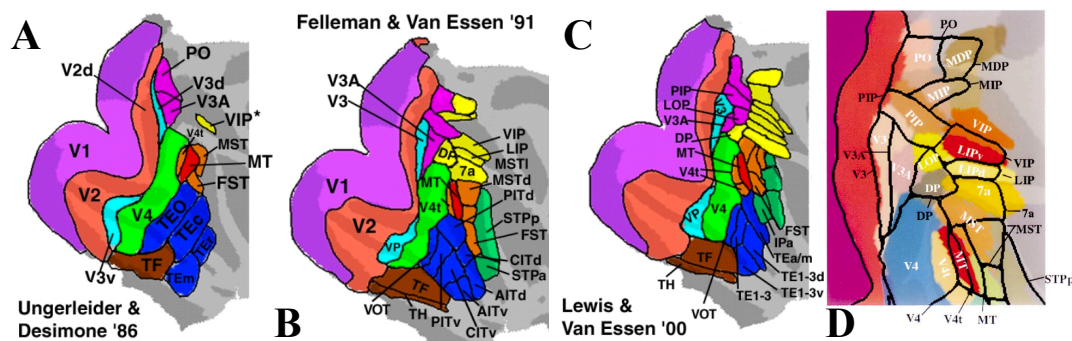 A
PO
V2d
V3d
V3A
VIP*
V4t
MST
MT
FST
V1
V2
V4
TEO
TEc
TEr
TEm
TF
V3v
Ungerleider &
Desimone '86
Felleman & Van Essen '91
B
V3A
V3
VIP
LIP
MSTl
DP
7a
MSTd
PITd
MT
V4t
STPp
FST
CITd
STPa
AITd
AITv
CITv
PITv
TH
VOT
TF
VP
V1
V2
C
PIP
LOP
V3
V3A
DP
MT
V4t
VP
V4
TF
TH
VOT
FST
IPa
TEa/m
TE1-3d
TE1-3v
TE1-3
Lewis &
Van Essen '00
D
PO
PO
MDP
MDP
MIP
MIP
PIP
PIP
VIP
VIP
V3
V3A
V3A
V3
LOP
LIPv
LIPd
LIP
DP
DP
7a
7a
MST
MST
V4
V4t
MT
STPp
V4
V4t
MT